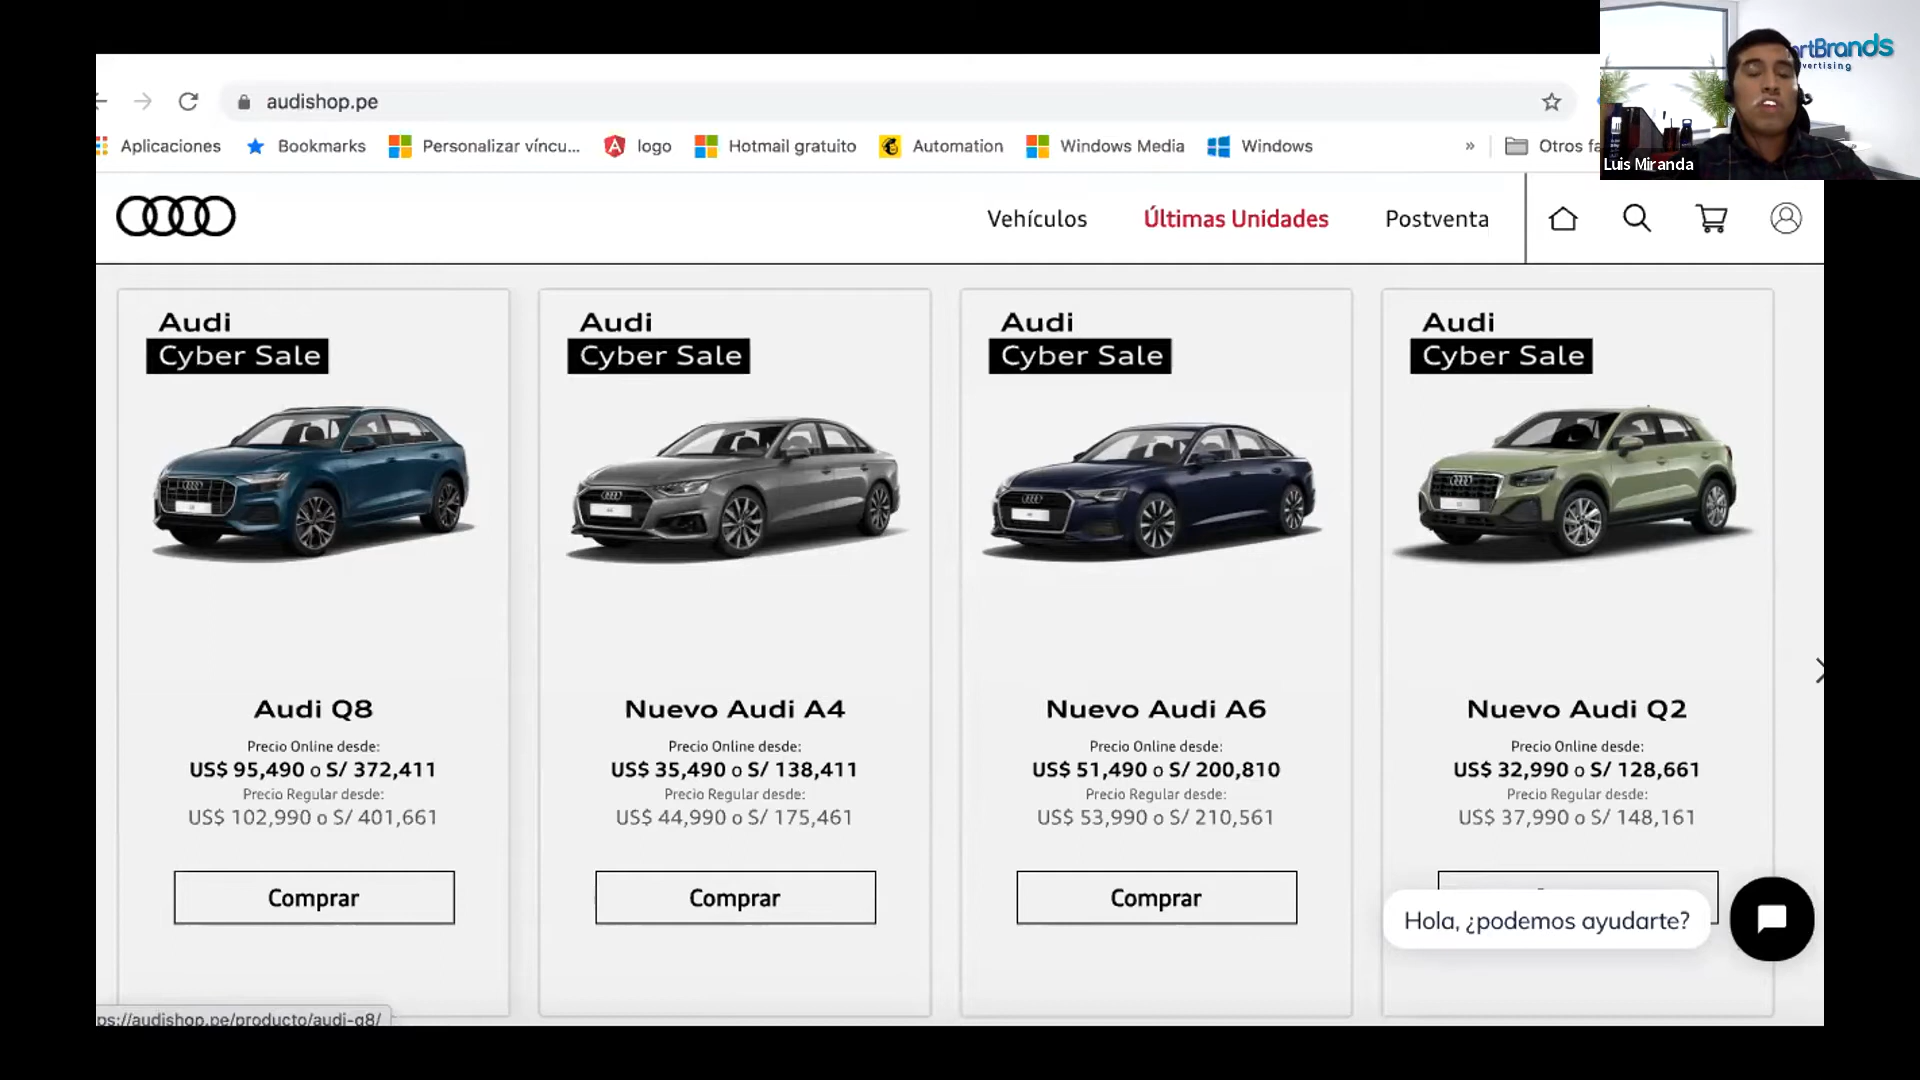 audishop.pe
Aplicaciones
Bookmarks
Personalizar víncu...
logo
Hotmail gratuito
Automation
Windows Media
Windows
»
Otros fa
Luis Miranda
Vehículos
Últimas Unidades
Postventa
Audi
Cyber Sale
Audi Q8
Precio Online desde:
US$ 95,490 o S/ 372,411
Precio Regular desde:
US$ 102,990 o S/ 401,661
Comprar
Audi
Cyber Sale
Nuevo Audi A4
Precio Online desde:
US$ 35,490 o S/ 138,411
Precio Regular desde:
US$ 44,990 o S/ 175,461
Comprar
Audi
Cyber Sale
Nuevo Audi A6
Precio Online desde:
US$ 51,490 o S/ 200,810
Precio Regular desde:
US$ 53,990 o S/ 210,561
Comprar
Audi
Cyber Sale
Nuevo Audi Q2
Precio Online desde:
US$ 32,990 o S/ 128,661
Precio Regular desde:
US$ 37,990 o S/ 148,161
Hola, ¿podemos ayudarte?
ps://audishop.pe/producto/audi-q8/